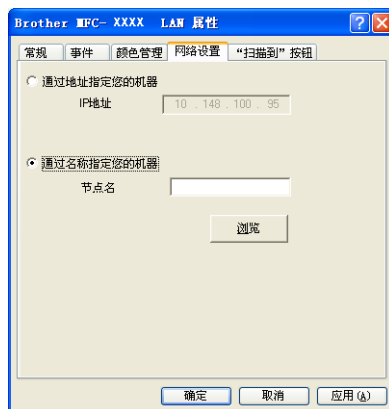 Brother MFC- XXXX LAN 属性
常规 事件 颜色管理 网络设置 “扫描到” 按钮
通过地址指定您的机器
IP地址 10 . 148 . 100 . 95
通过名称指定您的机器
节点名
浏览
确定 取消 应用(A)